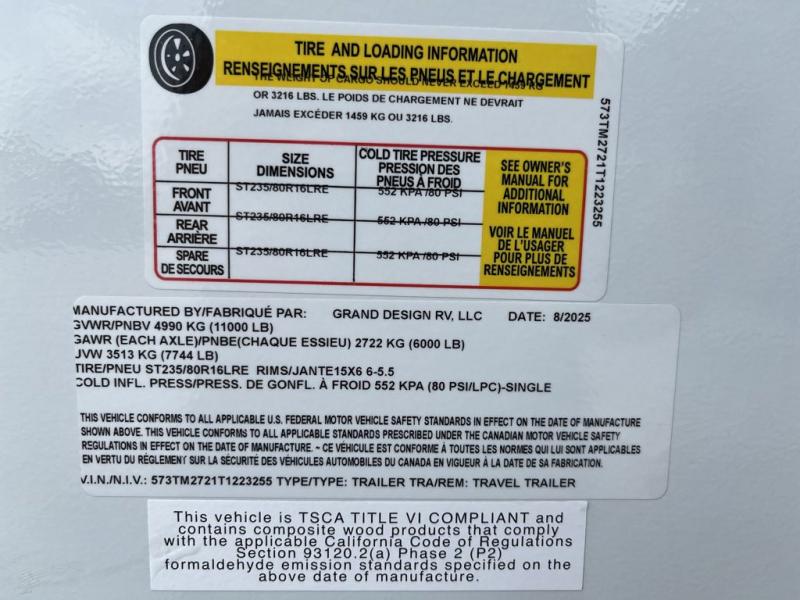 TIRE AND LOADING INFORMATION
RENSEIGNEMENTS SUR LES PNEUS ET LE CHARGEMENT
THE WEIGHT OF CARGO SHOULD NEVER EXCEED 1459 KG
OR 3216 LBS. LE POIDS DE CHARGEMENT NE DEVRAIT
JAMAIS EXCÉDER 1459 KG OU 3216 LBS.
573TM2721T1223255
TIRE
PNEU
SIZE
DIMENSIONS
COLD TIRE PRESSURE
PRESSION DES
PNEUS À FROID
FRONT
AVANT
ST235/80R16LRE
552 KPA /80 PSI
REAR
ARRIÈRE
ST235/80R16LRE
552 KPA /80 PSI
SPARE
DE SECOURS
ST235/80R16LRE
552 KPA /80 PSI
SEE OWNER'S
MANUAL FOR
ADDITIONAL
INFORMATION
VOIR LE MANUEL
DE L'USAGER
POUR PLUS DE
RENSEIGNEMENTS
MANUFACTURED BY/FABRIQUÉ PAR: GRAND DESIGN RV, LLC DATE: 8/2025
GVWR/PNBV 4990 KG (11000 LB)
GAWR (EACH AXLE)/PNBE(CHAQUE ESSIEU) 2722 KG (6000 LB)
UVW 3513 KG (7744 LB)
TIRE/PNEU ST235/80R16LRE RIMS/JANTE15X6 6-5.5
COLD INFL. PRESS/PRESS. DE GONFL. À FROID 552 KPA (80 PSI/LPC)-SINGLE
THIS VEHICLE CONFORMS TO ALL APPLICABLE U.S. FEDERAL MOTOR VEHICLE SAFETY STANDARDS IN EFFECT ON THE DATE OF MANUFACTURE
SHOWN ABOVE. THIS VEHICLE CONFORMS TO ALL APPLICABLE STANDARDS PRESCRIBED UNDER THE CANADIAN MOTOR VEHICLE SAFETY
REGULATIONS IN EFFECT ON THE DATE OF MANUFACTURE. ~ CE VÉHICULE EST CONFORME À TOUTES LES NORMES QUI LUI SONT APPLICABLES
EN VERTU DU RÉGLEMENT SUR LA SÉCURITÉ DES VÉHICULES AUTOMOBILES DU CANADA EN VIGUEUR À LA DATE DE SA FABRICATION.
V.I.N./N.I.V.: 573TM2721T1223255 TYPE/TYPE: TRAILER TRA/REM: TRAVEL TRAILER
This vehicle is TSCA TITLE VI COMPLIANT and
contains composite wood products that comply
with the applicable California Code of Regulations
Section 93120.2(a) Phase 2 (P2)
formaldehyde emission standards specified on the
above date of manufacture.